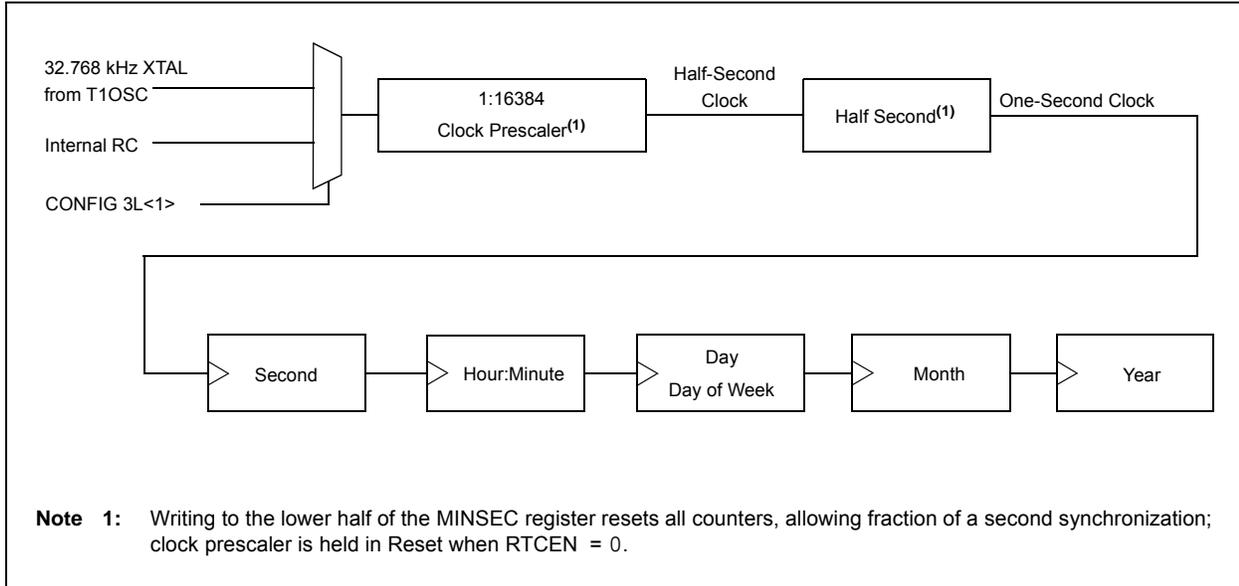 32.768 kHz XTAL
from T1OSC
Internal RC
CONFIG 3L<1>
1:16384
Clock Prescaler(1)
Half-Second
Clock
Half Second(1)
One-Second Clock
Second
Hour:Minute
Day
Day of Week
Month
Year
Note 1: Writing to the lower half of the MINSEC register resets all counters, allowing fraction of a second synchronization;
clock prescaler is held in Reset when RTCEN = 0.